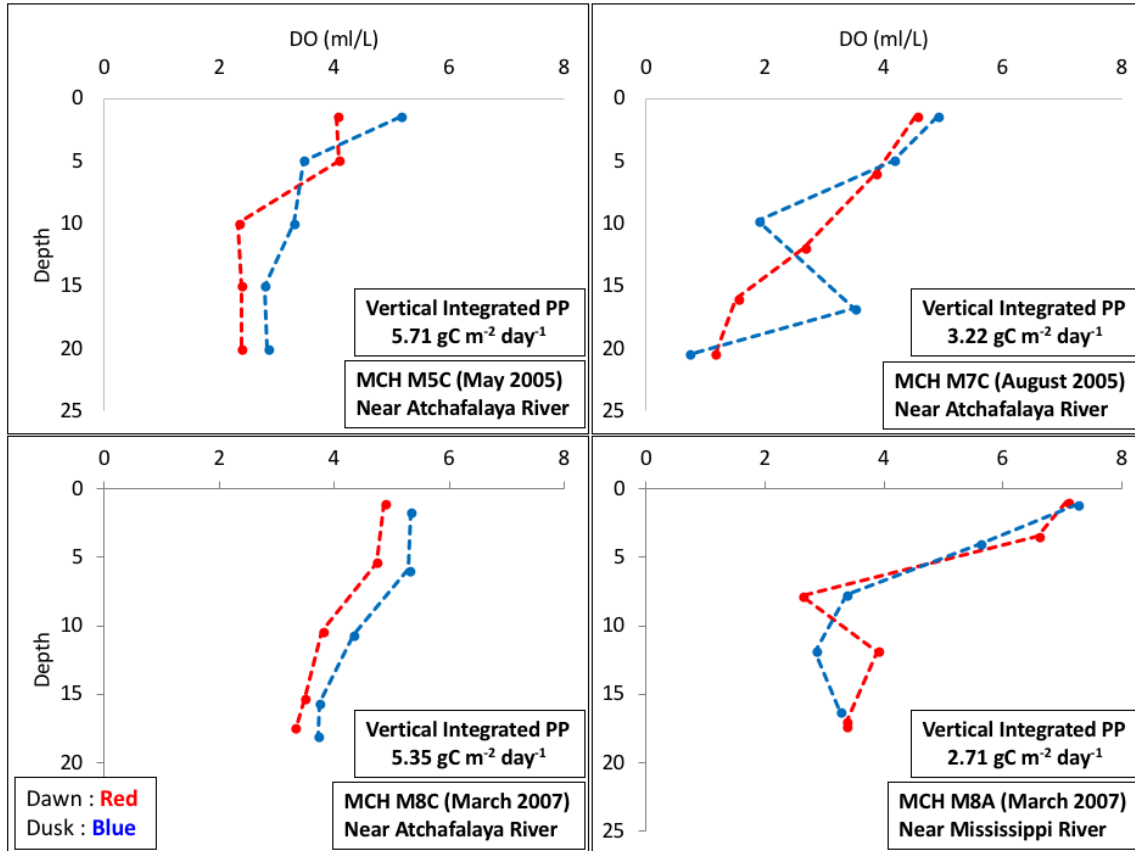 DO (ml/L)
0 2 4 6 8
0
5
10
15
20
25
Depth
Vertical Integrated PP
5.71 gC m⁻² day⁻¹
MCH M5C (May 2005)
Near Atchafalaya River
DO (ml/L)
0 2 4 6 8
0
5
10
15
20
25
Vertical Integrated PP
3.22 gC m⁻² day⁻¹
MCH M7C (August 2005)
Near Atchafalaya River
0 2 4 6 8
0
5
10
15
20
Depth
Vertical Integrated PP
5.35 gC m⁻² day⁻¹
MCH M8C (March 2007)
Near Atchafalaya River
Dawn : Red
Dusk : Blue
0 2 4 6 8
0
5
10
15
20
25
Vertical Integrated PP
2.71 gC m⁻² day⁻¹
MCH M8A (March 2007)
Near Mississippi River